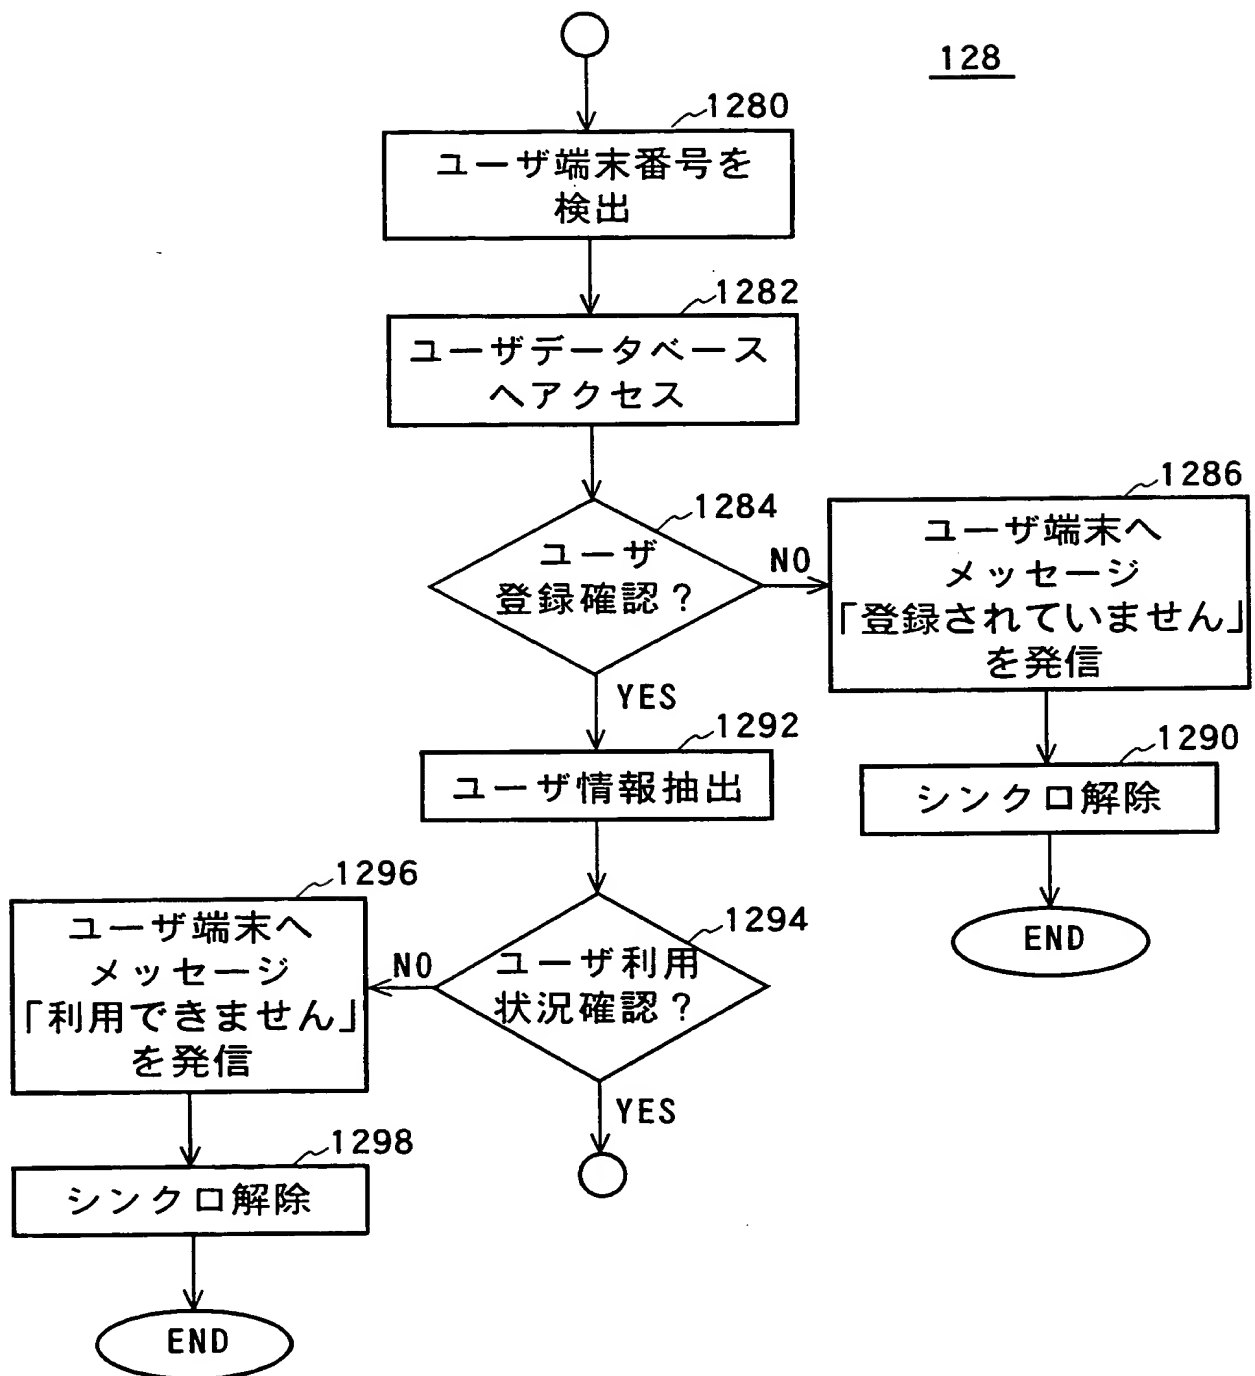 128
1280
ユーザ端末番号を
検出
1282
ユーザデータベース
へアクセス
1284
ユーザ
登録確認？
NO
1286
ユーザ端末へ
メッセージ
「登録されていません」
を発信
YES
1290
シンクロ解除
END
1292
ユーザ情報抽出
1294
ユーザ利用
状況確認？
NO
1296
ユーザ端末へ
メッセージ
「利用できません」
を発信
YES
1298
シンクロ解除
END